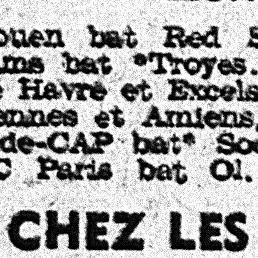 ouen bat Red S
ms bat *Troyes.
Havre et Excels
ennes et Amiens,
de-CAP bat* Soc
C Paris bat Ol.
CHEZ LES